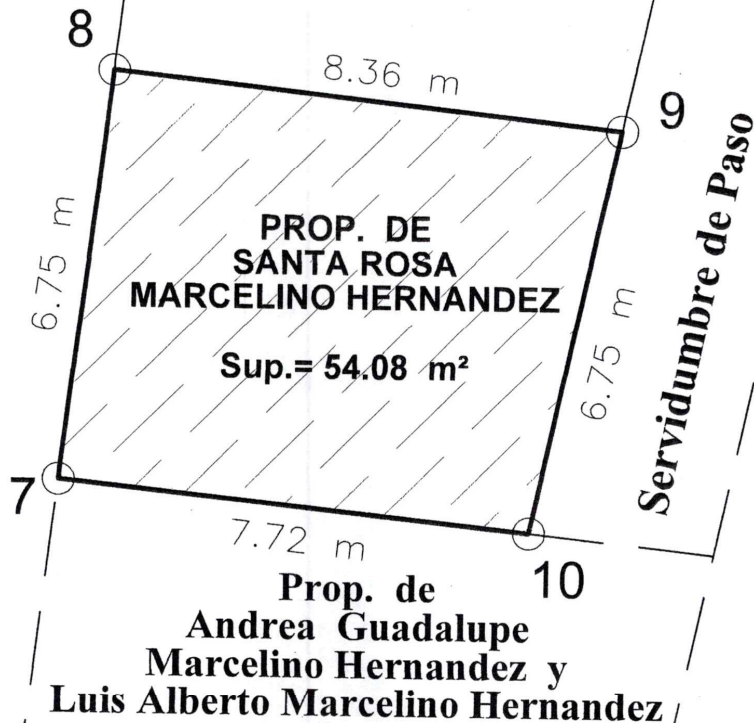 8
8.36 m
9
Servidumbre de Paso
PROP. DE
SANTA ROSA
MARCELINO HERNANDEZ
Sup.= 54.08 m²
6.75 m
6.75 m
7
7.72 m
10
Prop. de
Andrea Guadalupe
Marcelino Hernandez y
Luis Alberto Marcelino Hernandez